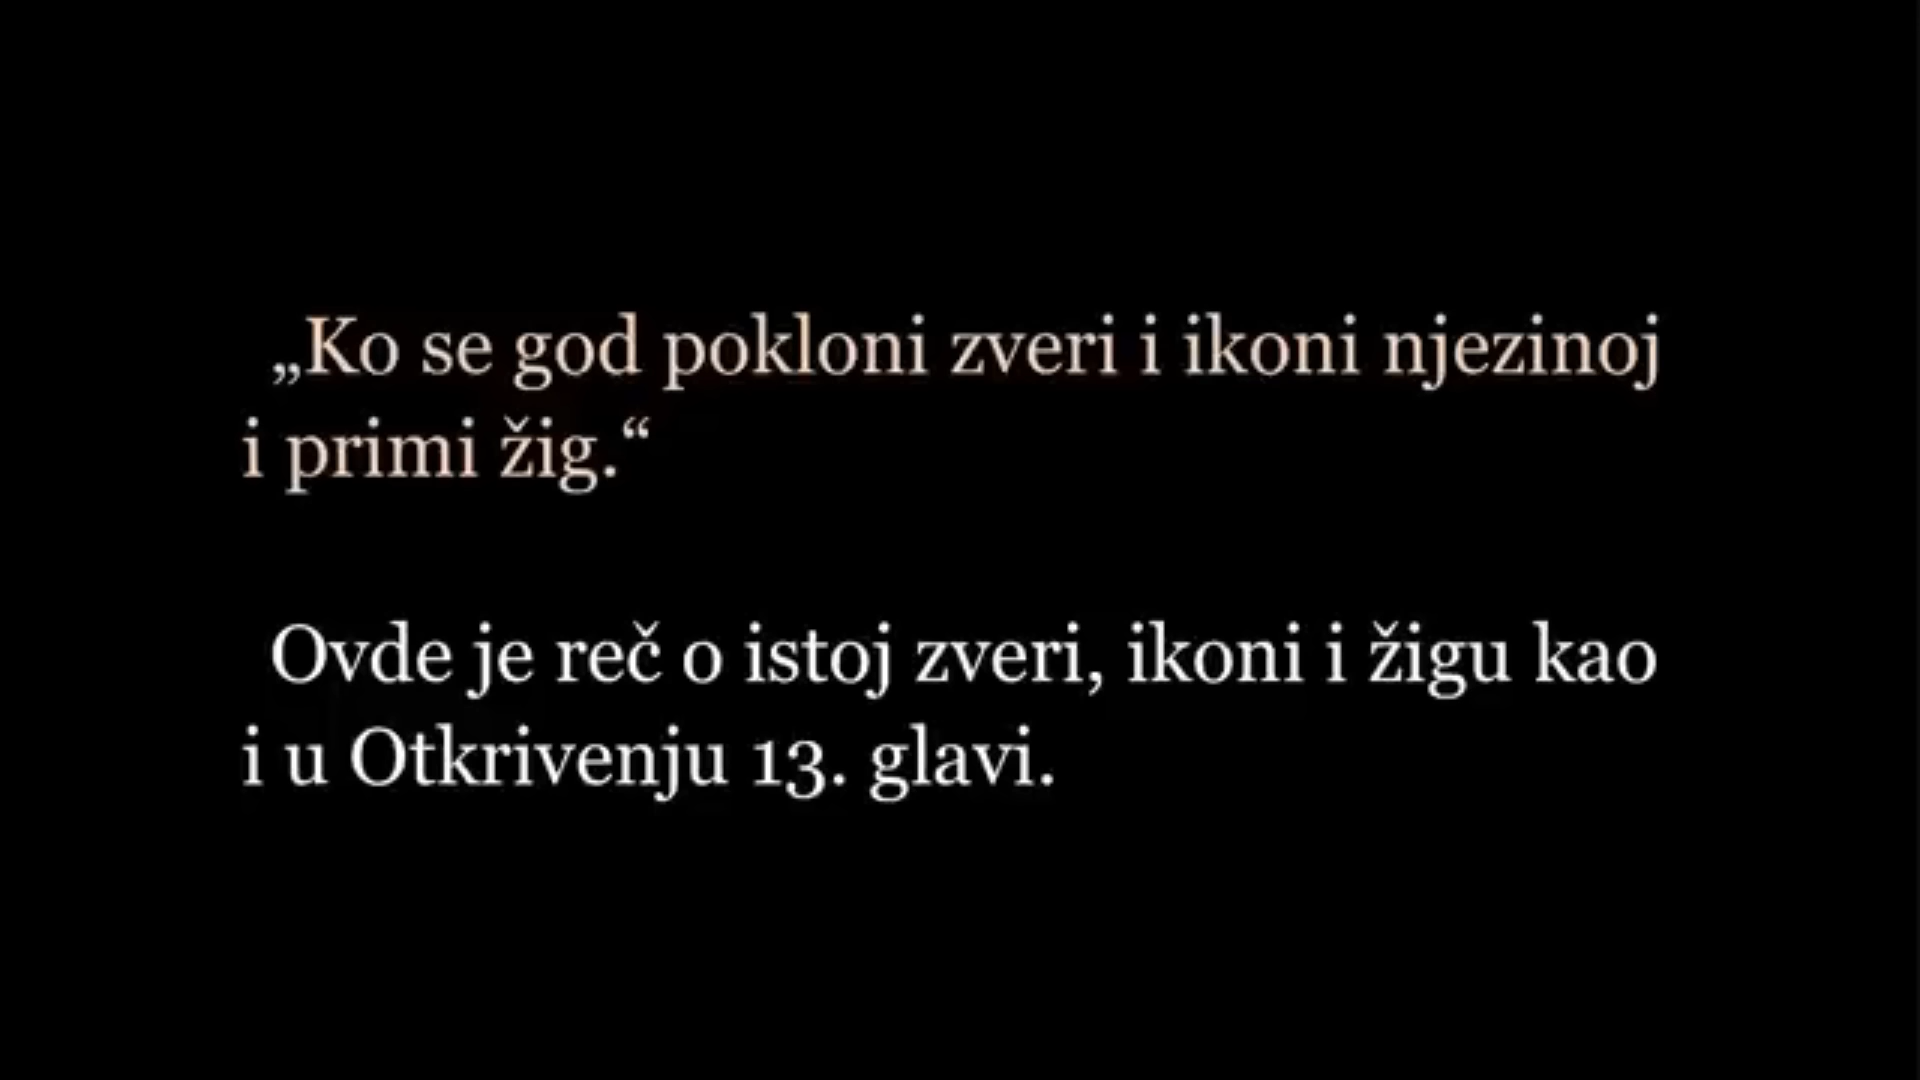 „Ko se god pokloni zveri i ikoni njezinoj
i primi žig.“
Ovde je reč o istoj zveri, ikoni i žigu kao
i u Otkrivenju 13. glavi.